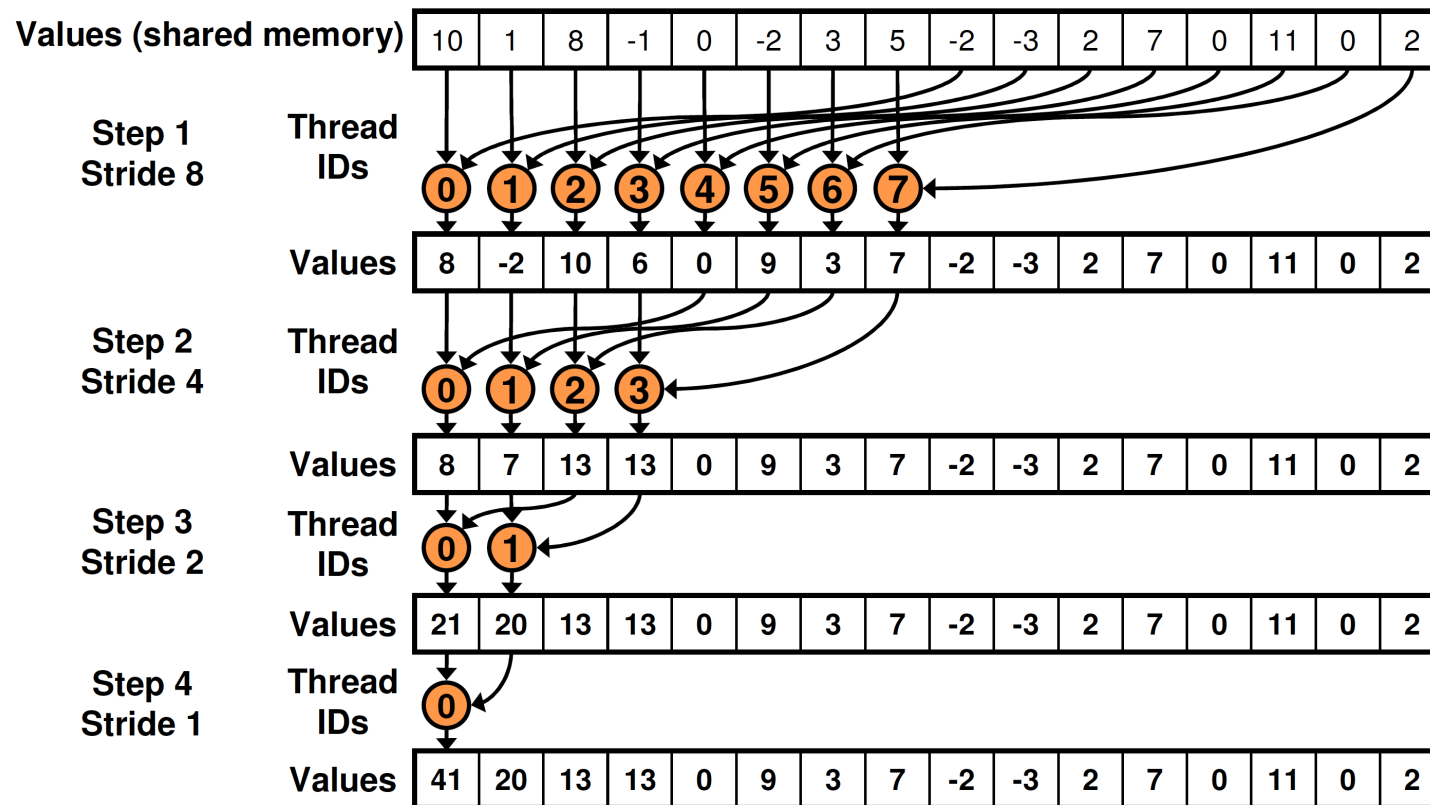 Values (shared memory) 10 1 8 -1 0 -2 3 5 -2 -3 2 7 0 11 0 2
Step 1 Thread
Stride 8 IDs
0 1 2 3 4 5 6 7
Values 8 -2 10 6 0 9 3 7 -2 -3 2 7 0 11 0 2
Step 2 Thread
Stride 4 IDs
0 1 2 3
Values 8 7 13 13 0 9 3 7 -2 -3 2 7 0 11 0 2
Step 3 Thread
Stride 2 IDs
0 1
Values 21 20 13 13 0 9 3 7 -2 -3 2 7 0 11 0 2
Step 4 Thread
Stride 1 IDs
0
Values 41 20 13 13 0 9 3 7 -2 -3 2 7 0 11 0 2